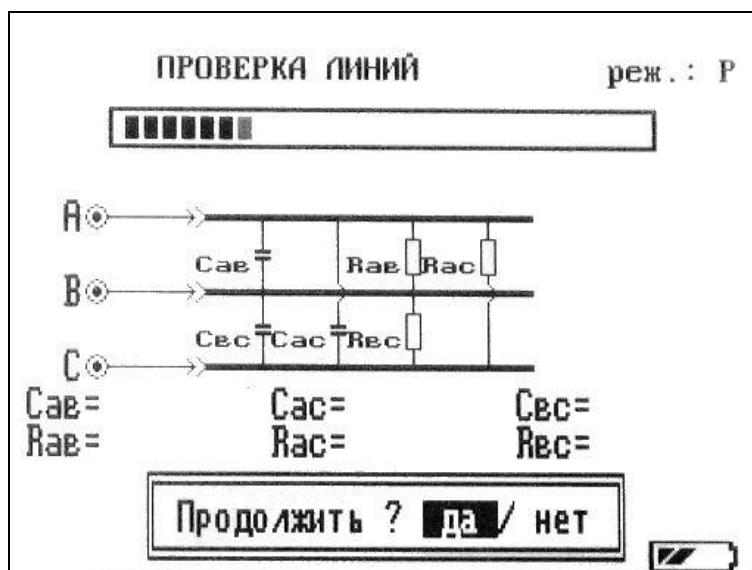 ПРОВЕРКА ЛИНИЙ реж.: Р
А
Сав Rав Rас
В
Свс Сас Rвс
С
Сав= Сас= Свс=
Rав= Rас= Rвс=
Продолжить ? да / нет